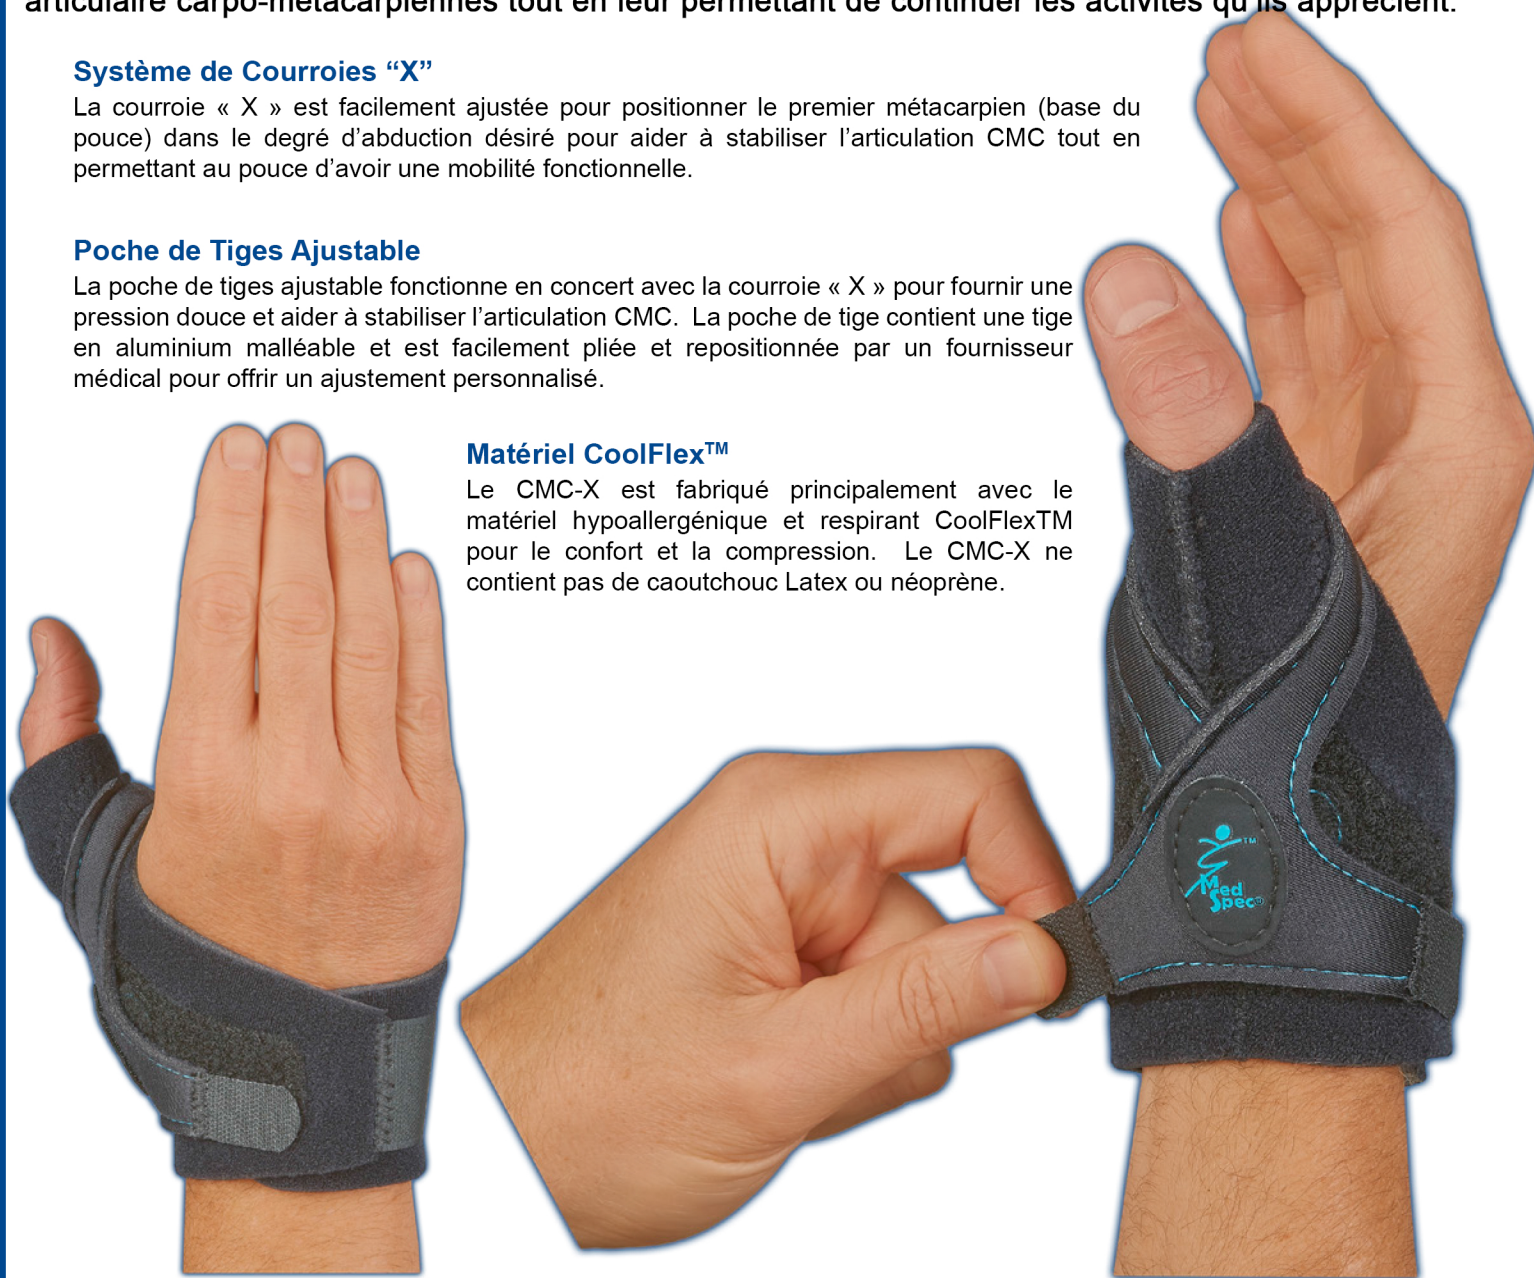 articulaire carpo-métacarpiennes tout en leur permettant de continuer les activités qu'ils apprécient.
Système de Courroies “X”
La courroie « X » est facilement ajustée pour positionner le premier métacarpien (base du
pouce) dans le degré d’abduction désiré pour aider à stabiliser l’articulation CMC tout en
permettant au pouce d’avoir une mobilité fonctionnelle.
Poche de Tiges Ajustable
La poche de tiges ajustable fonctionne en concert avec la courroie « X » pour fournir une
pression douce et aider à stabiliser l’articulation CMC.  La poche de tige contient une tige
en aluminium malléable et est facilement pliée et repositionnée par un fournisseur
médical pour offrir un ajustement personnalisé.
Matériel CoolFlex™
Le CMC-X est fabriqué principalement avec le
matériel hypoallergénique et respirant CoolFlexTM
pour le confort et la compression.  Le CMC-X ne
contient pas de caoutchouc Latex ou néoprène.
™
Med
Spec®